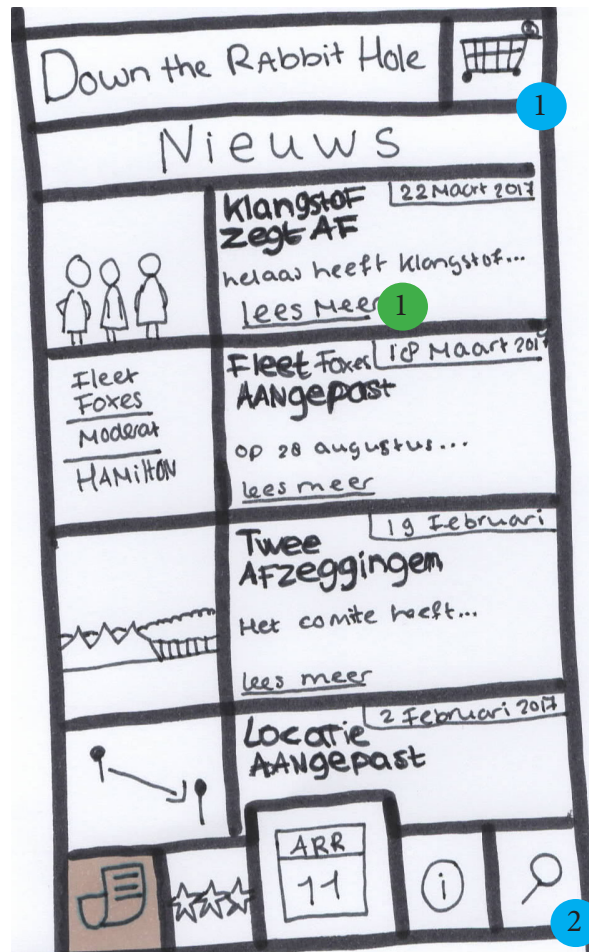 Down the RAbbit Hole
1
Nieuws
22 Maart 2017
Klangstof
zegt AF
helaas heeft Klangstof...
Lees Meer
1
Fleet
Foxes
Moderat
HAMilTON
18 Maart 2017
Fleet Foxes
AANgepast
op 28 augustus...
lees meer
19 Februari
Twee
AFzeggingen
Het comite heeft...
lees meer
2 Februari 2017
Locatie
AANgepast
ARR
11
i
2